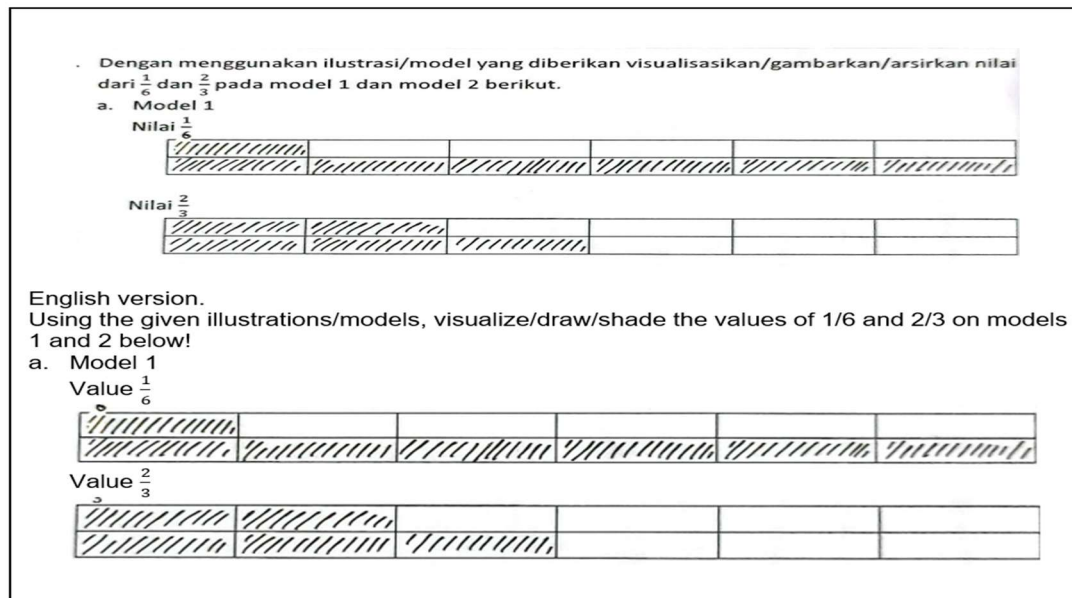 . Dengan menggunakan ilustrasi/model yang diberikan visualisasikan/gambarkan/arsirkan nilai
dari 1/6 dan 2/3 pada model 1 dan model 2 berikut.
a. Model 1
Nilai 1/6
Nilai 2/3
English version.
Using the given illustrations/models, visualize/draw/shade the values of 1/6 and 2/3 on models
1 and 2 below!
a. Model 1
Value 1/6
Value 2/3